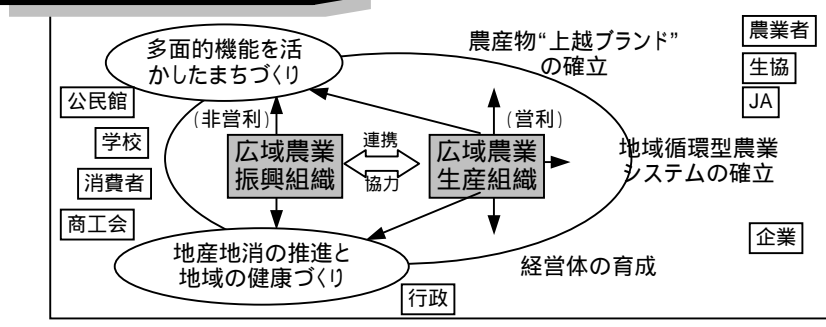 多面的機能を活
かしたまちづくり
農産物“上越ブランド”
の確立
農業者
生協
JA
公民館
学校
消費者
商工会
(非営利)
広域農業
振興組織
連携
協力
(営利)
広域農業
生産組織
地域循環型農業
システムの確立
企業
地産地消の推進と
地域の健康づくり
経営体の育成
行政